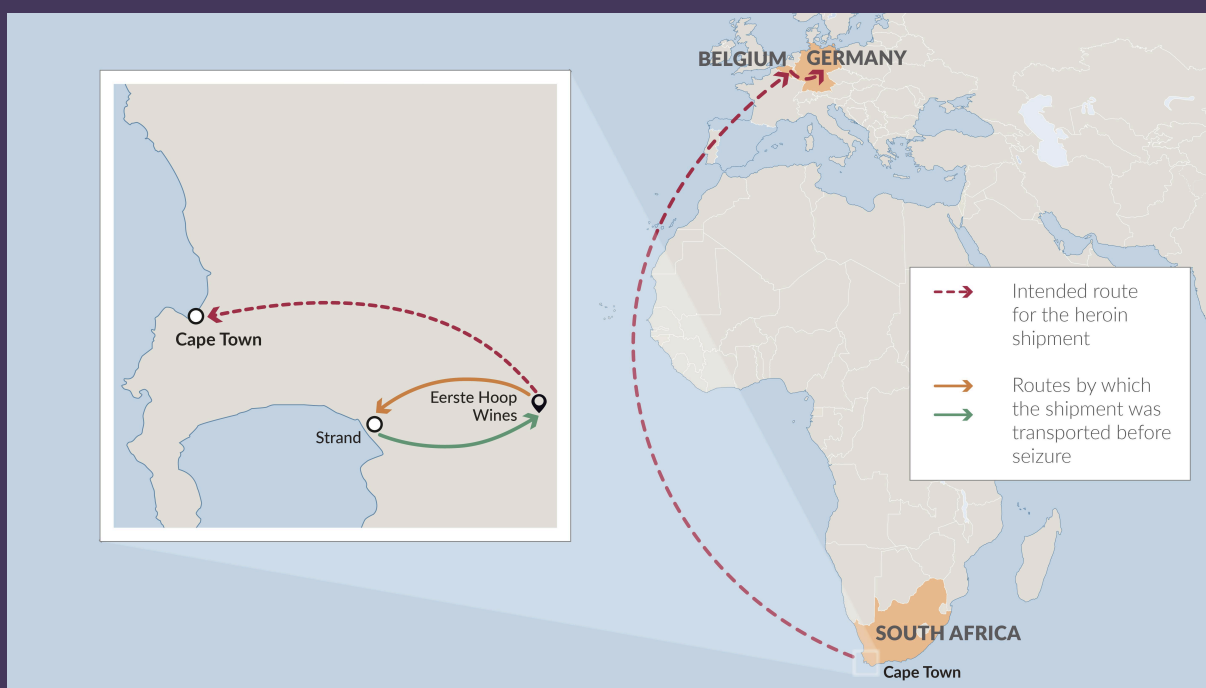 BELGIUM
GERMANY
Cape Town
Eerste Hoop
Wines
Strand
Intended route
for the heroin
shipment
Routes by which
the shipment was
transported before
seizure
SOUTH AFRICA
Cape Town